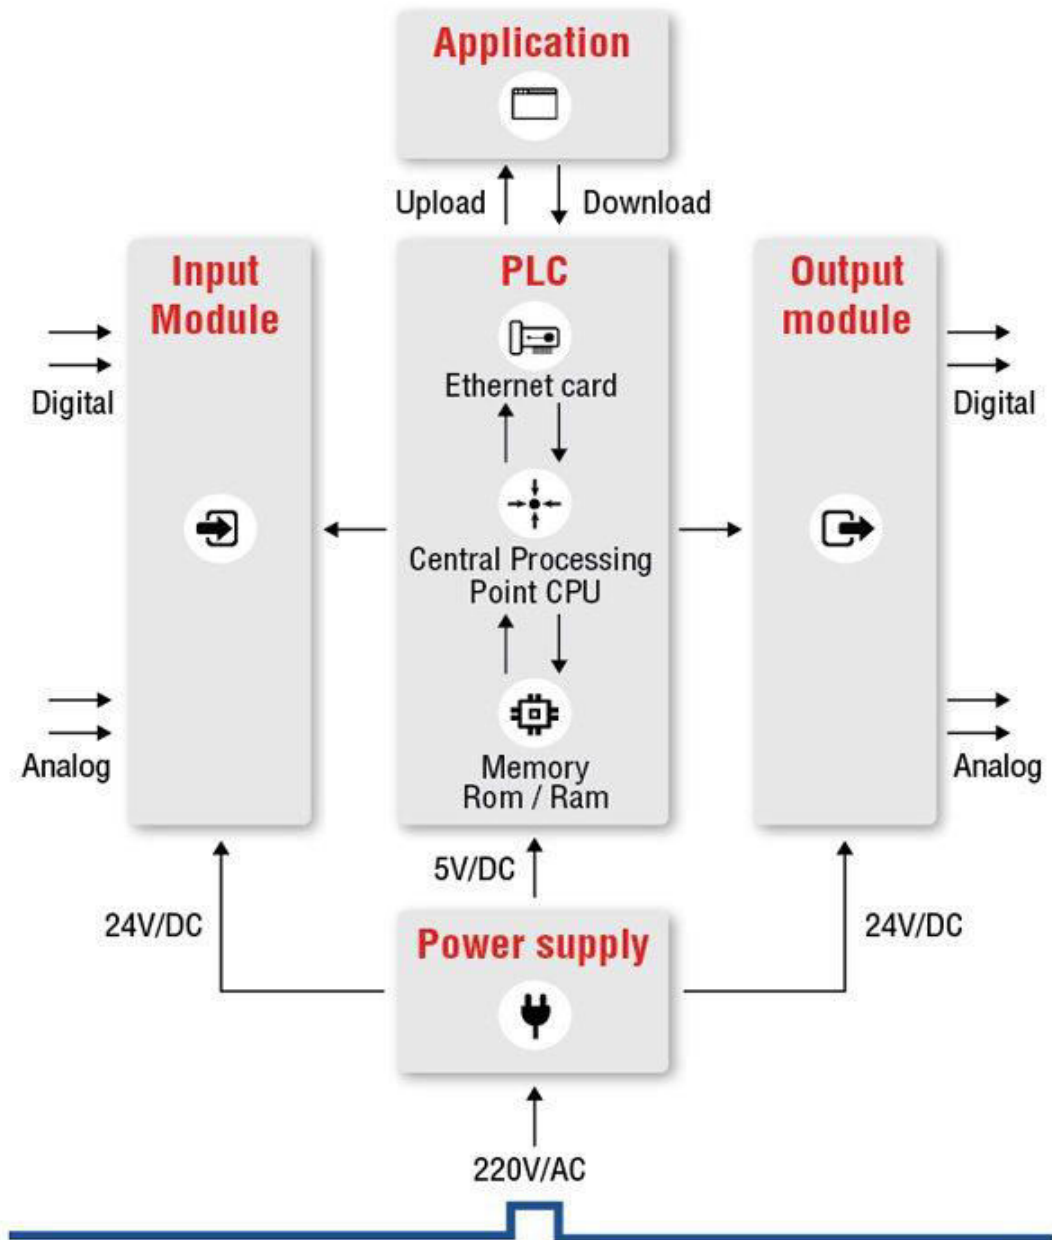 Application
Upload
Download
Input
Module
PLC
Output
module
Ethernet card
Digital
Digital
Central Processing
Point CPU
Analog
Memory
Rom / Ram
Analog
5V/DC
24V/DC
24V/DC
Power supply
220V/AC